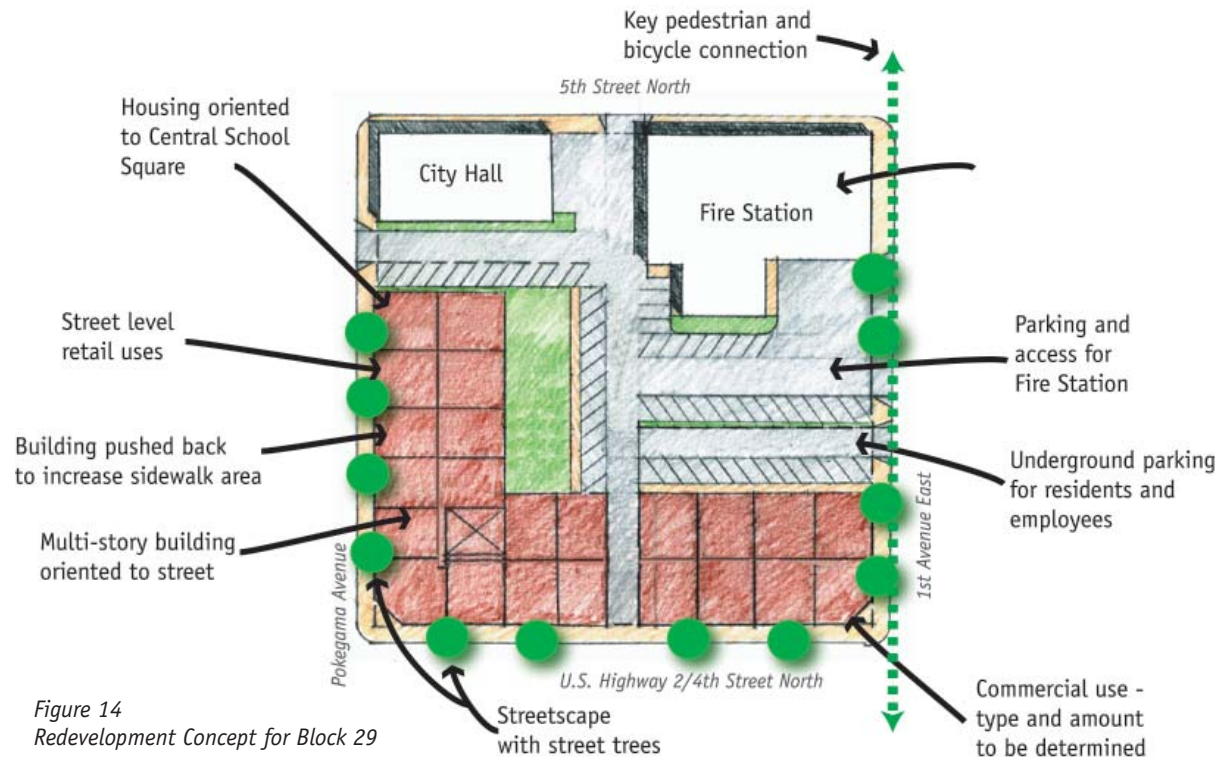 Key pedestrian and
bicycle connection
5th Street North
Housing oriented
to Central School
Square
City Hall
Fire Station
Street level
retail uses
Parking and
access for
Fire Station
Building pushed back
to increase sidewalk area
Underground parking
for residents and
employees
Multi-story building
oriented to street
Pokegama Avenue
1st Avenue East
U.S. Highway 2/4th Street North
Figure 14
Redevelopment Concept for Block 29
Streetscape
with street trees
Commercial use -
type and amount
to be determined